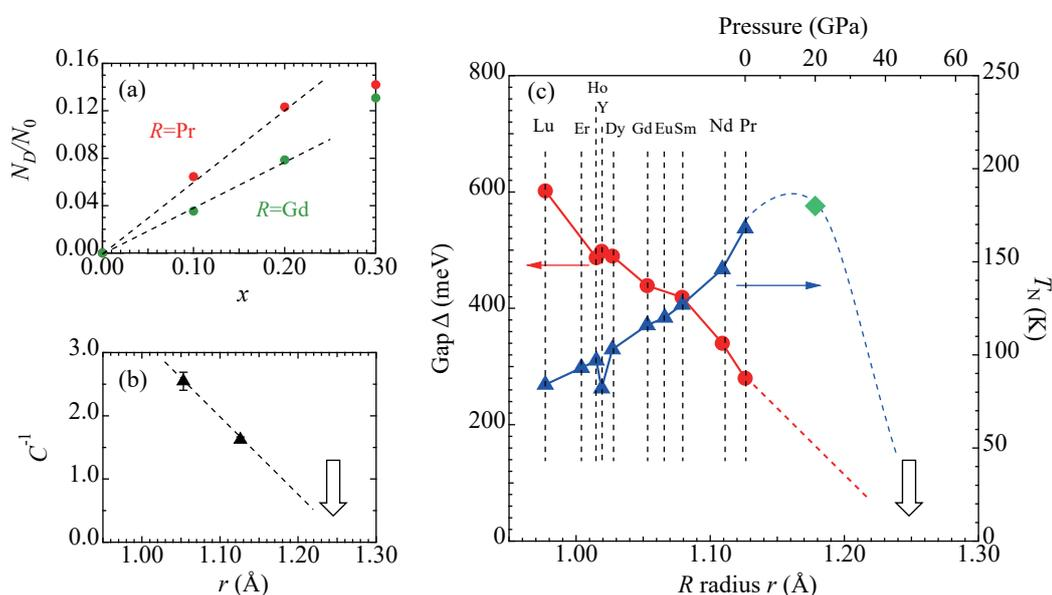 (a)
0.16
0.12
0.08
0.04
0.00
N_D/N_0
R=Pr
R=Gd
0.00 0.10 0.20 0.30
x
(b)
3.0
2.0
1.0
0.0
C^-1
1.00 1.10 1.20 1.30
r (Å)
Pressure (GPa)
0 20 40 60
(c)
800
600
400
200
0
Gap Δ (meV)
Ho
Y
Lu Er Dy Gd Eu Sm Nd Pr
250
200
150
100
50
0
T_N (K)
1.00 1.10 1.20 1.30
R radius r (Å)